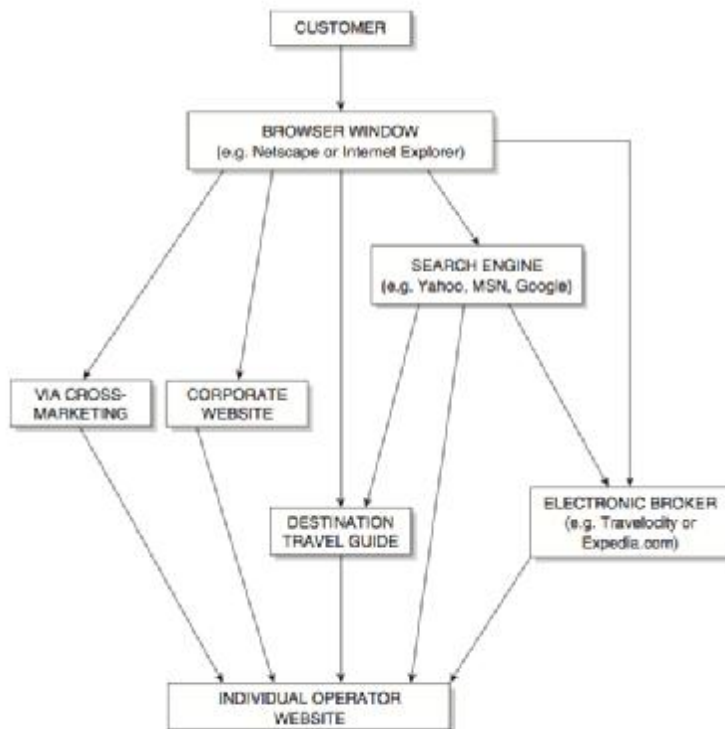 CUSTOMER
BROWSER WINDOW
(e.g. Netscape or Internet Explorer)
SEARCH ENGINE
(e.g. Yahoo, MSN, Google)
VIA CROSS-
MARKETING
CORPORATE
WEBSITE
DESTINATION
TRAVEL GUIDE
ELECTRONIC BROKER
(e.g. Travelocity or
Expedia.com)
INDIVIDUAL OPERATOR
WEBSITE